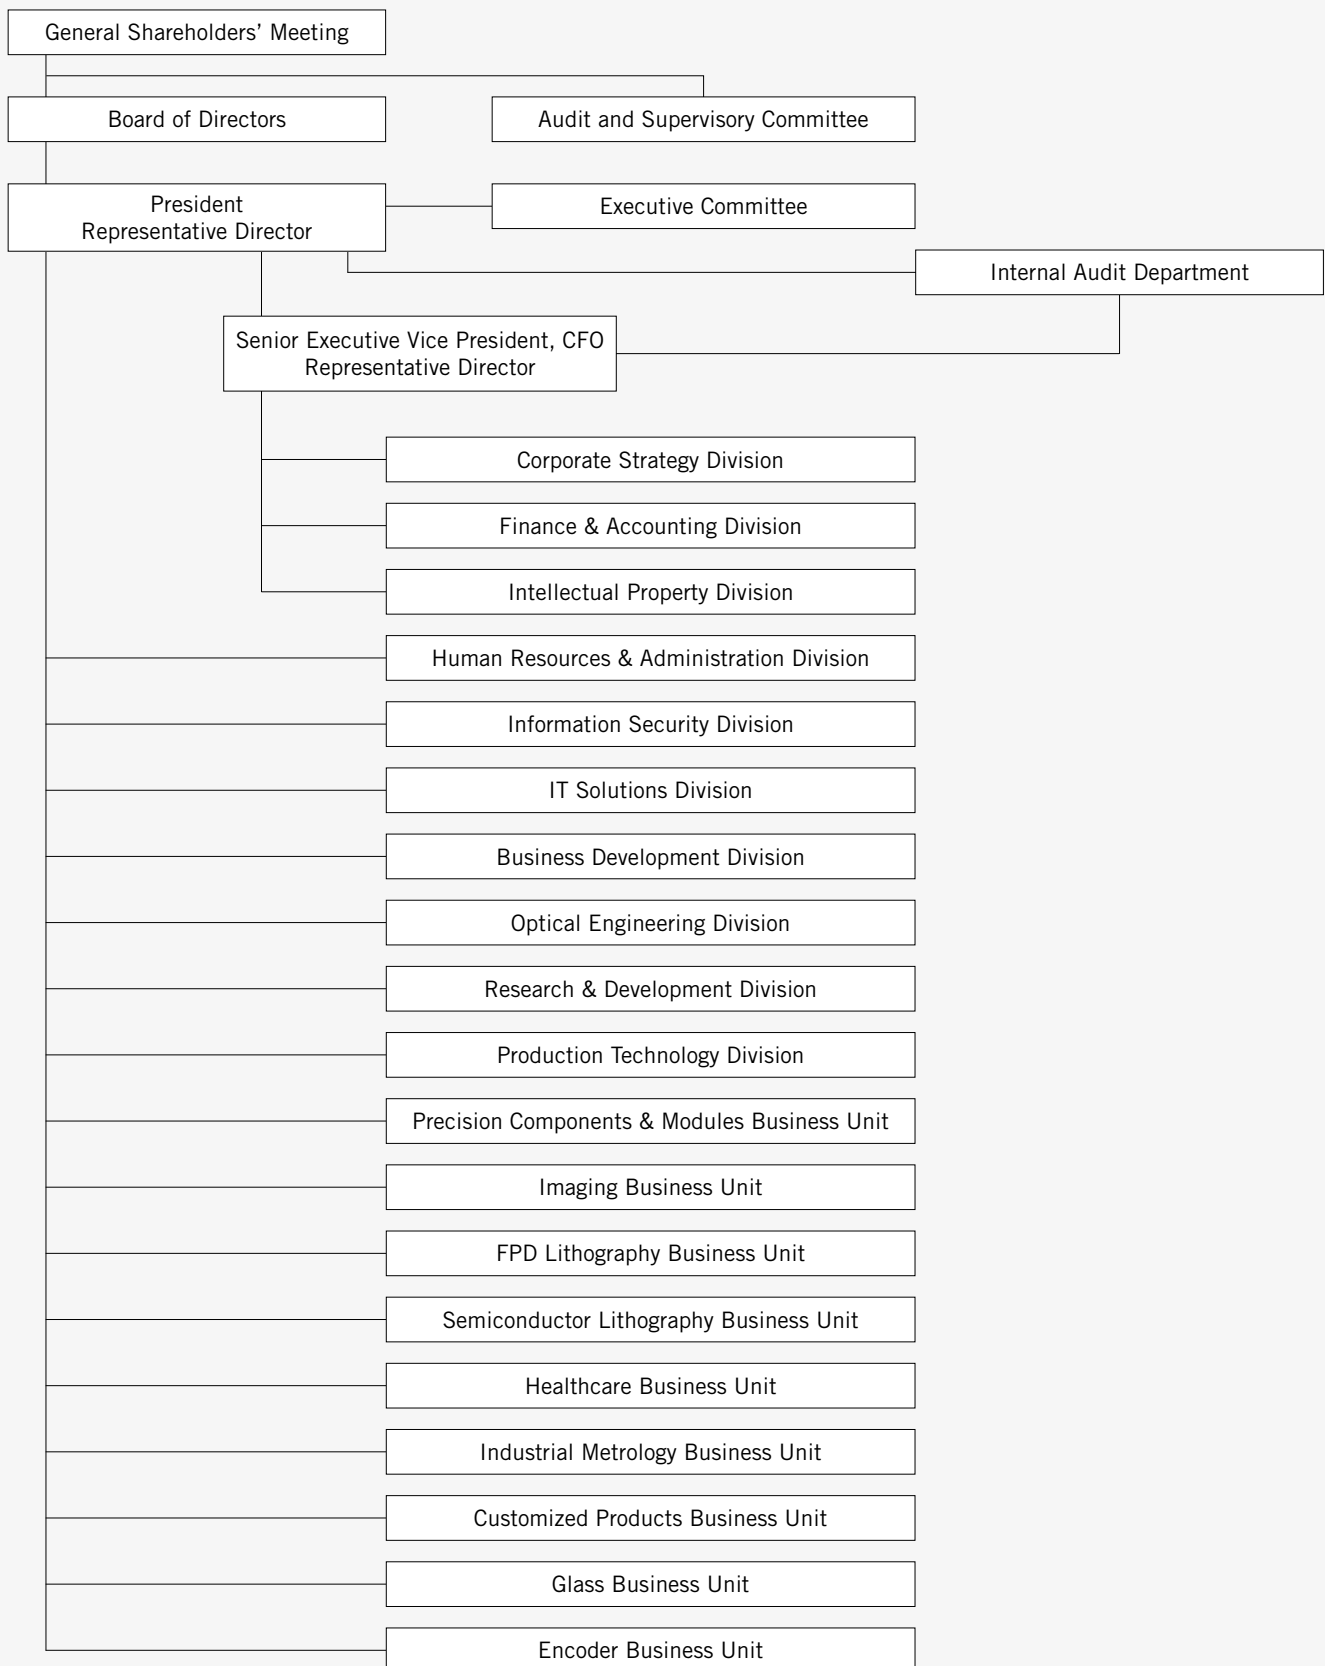 General Shareholders’ Meeting
Board of Directors
Audit and Supervisory Committee
President
Representative Director
Executive Committee
Internal Audit Department
Senior Executive Vice President, CFO
Representative Director
Corporate Strategy Division
Finance & Accounting Division
Intellectual Property Division
Human Resources & Administration Division
Information Security Division
IT Solutions Division
Business Development Division
Optical Engineering Division
Research & Development Division
Production Technology Division
Precision Components & Modules Business Unit
Imaging Business Unit
FPD Lithography Business Unit
Semiconductor Lithography Business Unit
Healthcare Business Unit
Industrial Metrology Business Unit
Customized Products Business Unit
Glass Business Unit
Encoder Business Unit